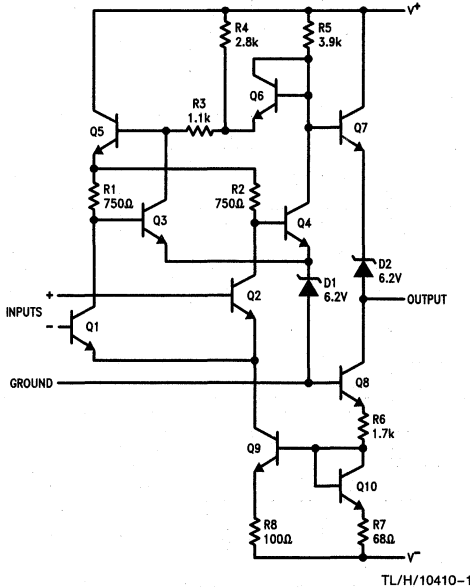 V+
R4
2.8k
R5
3.9k
Q6
R3
1.1k
Q5
Q7
R1
750Ω
R2
750Ω
Q3
Q4
D2
6.2V
D1
6.2V
+
Q2
OUTPUT
INPUTS
-
Q1
GROUND
Q8
R6
1.7k
Q9
Q10
R8
100Ω
R7
68Ω
V-
TL/H/10410-1